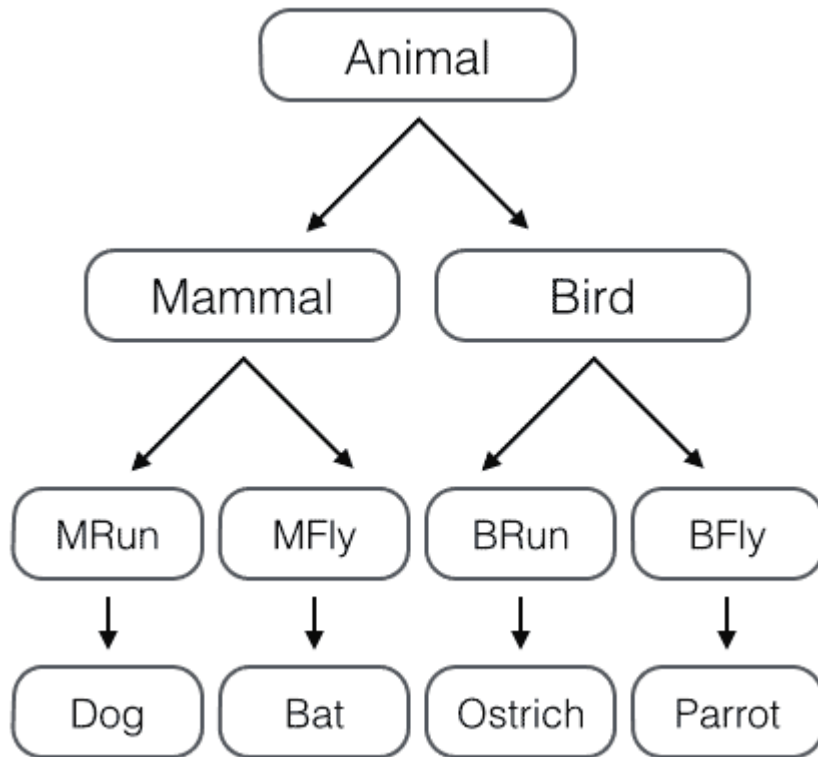 Animal
Mammal
Bird
MRun
MFly
BRun
BFly
Dog
Bat
Ostrich
Parrot